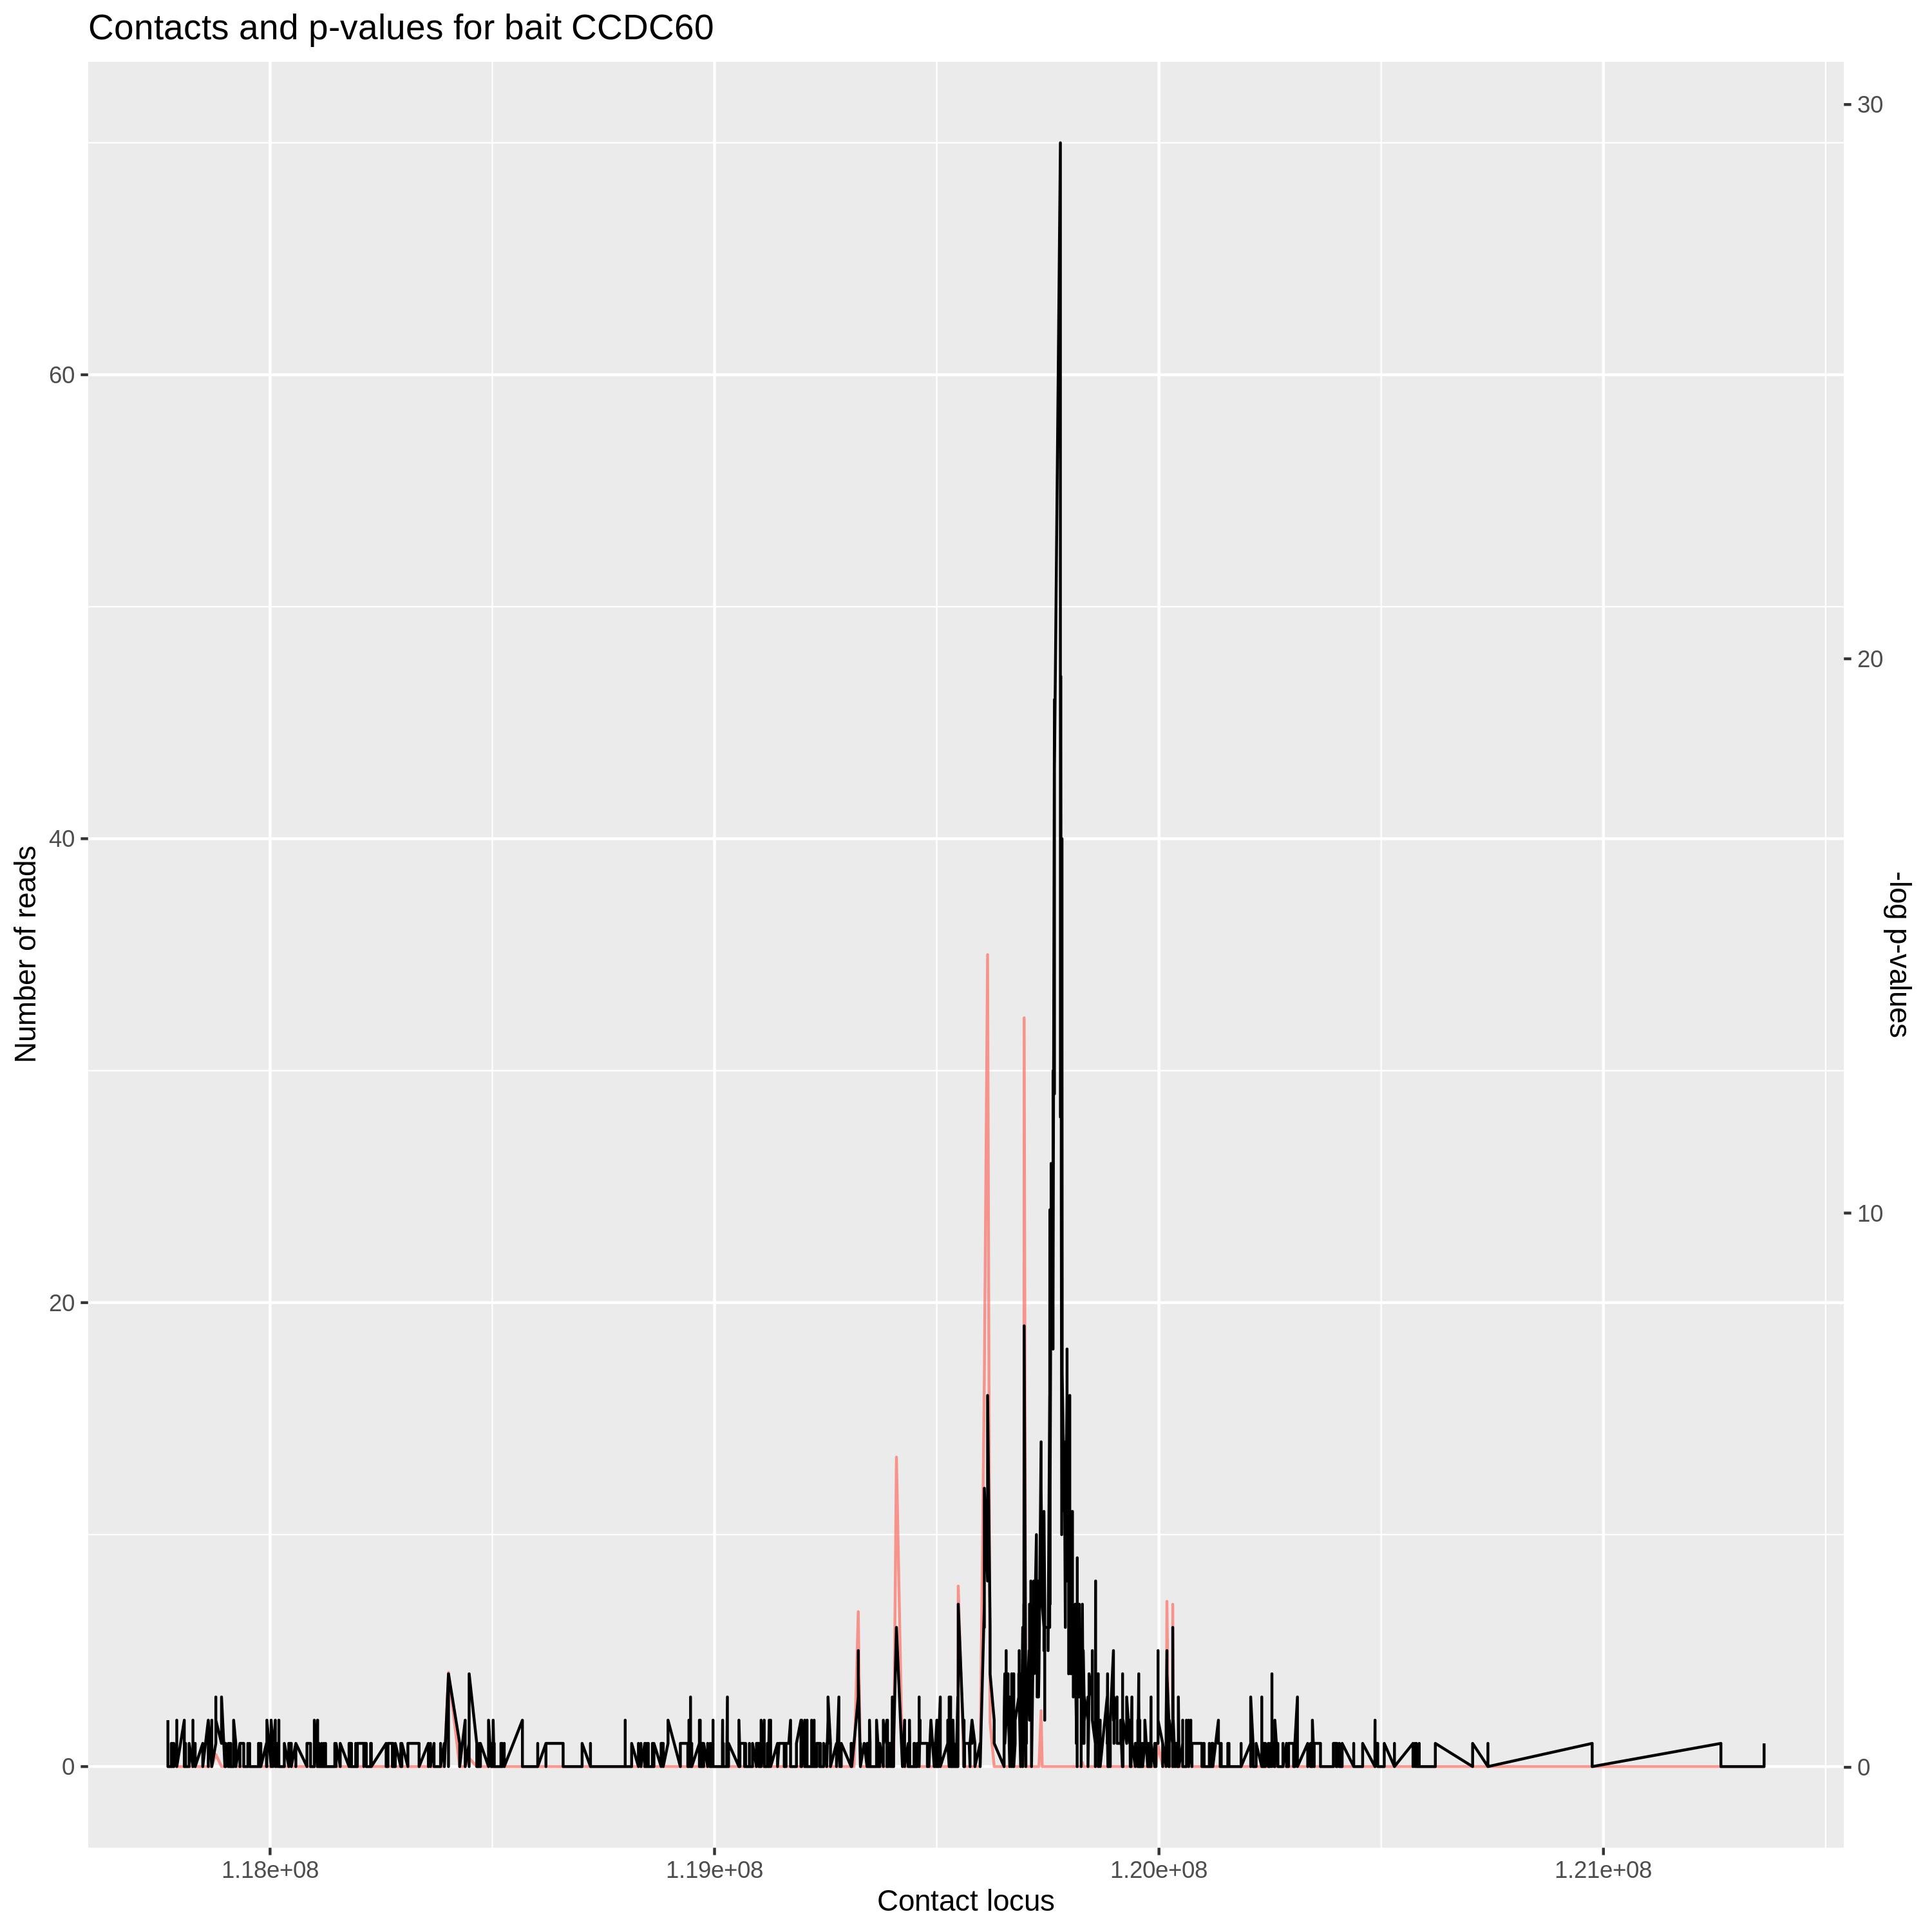 Contacts and p-values for bait CCDC60
30
60
20
40
Number of reads
-log p-values
10
20
0
0
1.18e+08
1.19e+08
1.20e+08
1.21e+08
Contact locus